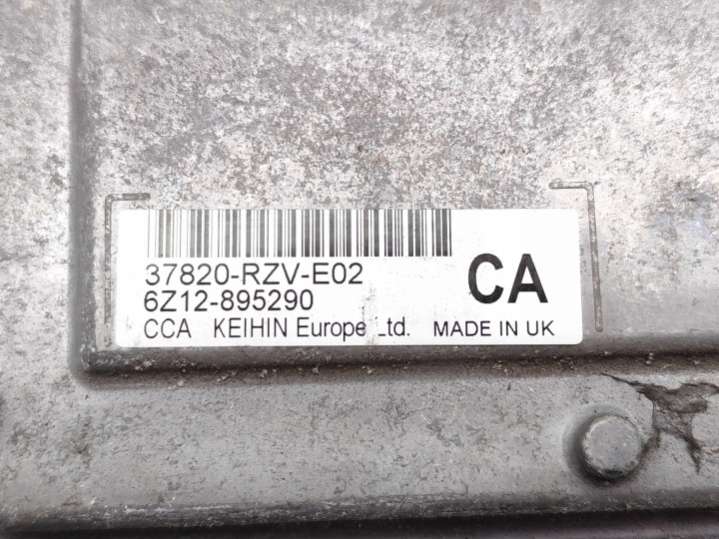 37820-RZV-E02
6Z12-895290
CA
CCA KEIHIN Europe Ltd. MADE IN UK